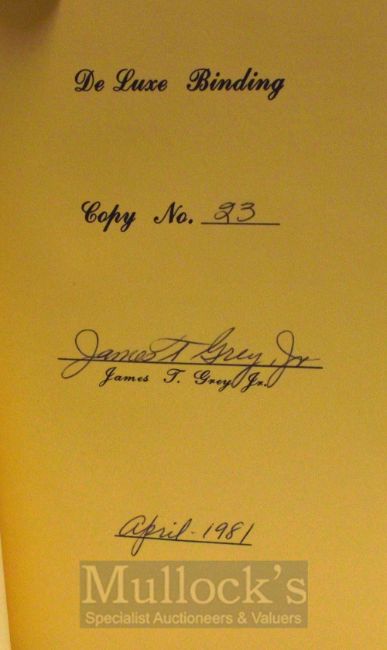 De Luxe Binding
Copy No. 23
James T Grey, Jr
James T. Grey Jr.
April - 1981
Mullock's
Specialist Auctioneers & Valuers